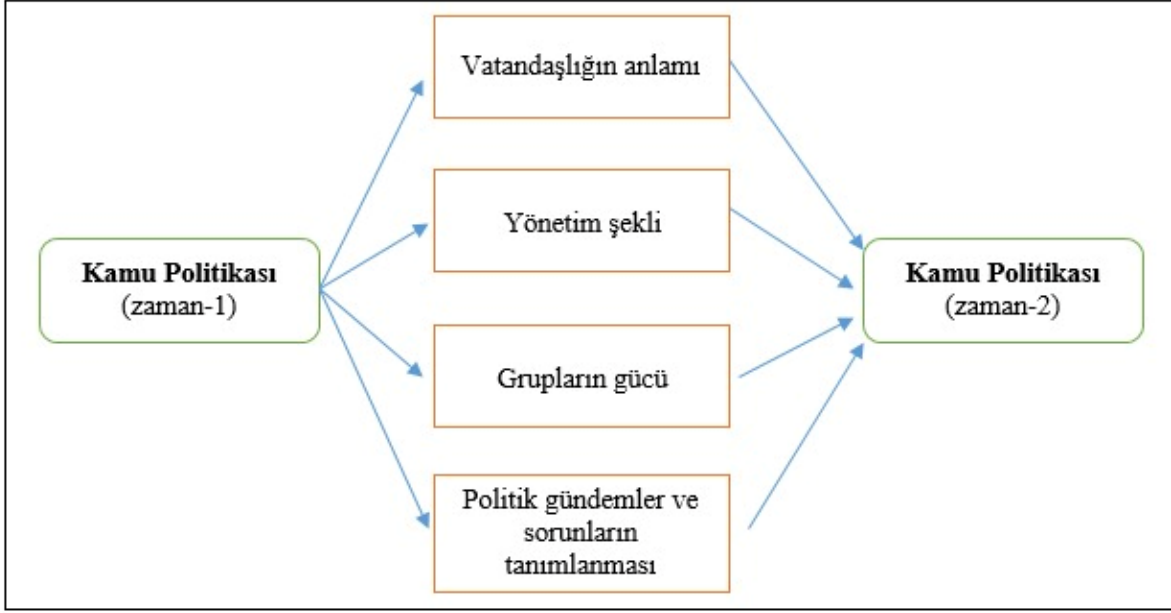 Vatandaşlığın anlamı
Yönetim şekli
Kamu Politikası
(zaman-1)
Kamu Politikası
(zaman-2)
Grupların gücü
Politik gündemler ve
sorunların
tanımlanması